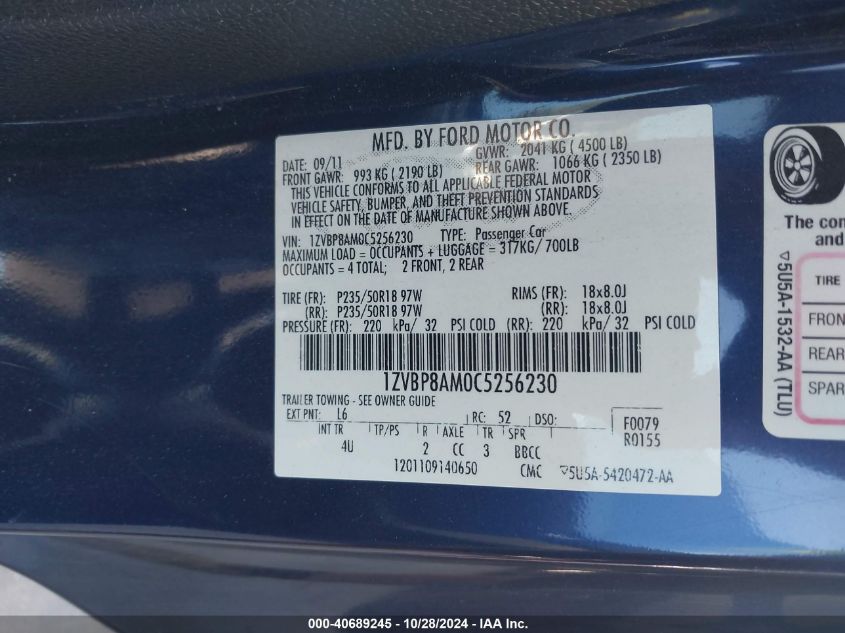 MFD. BY FORD MOTOR CO.
DATE: 09/11 GVWR: 2041 KG ( 4500 LB)
FRONT GAWR: 993 KG ( 2190 LB) REAR GAWR: 1066 KG ( 2350 LB)
THIS VEHICLE CONFORMS TO ALL APPLICABLE FEDERAL MOTOR
VEHICLE SAFETY, BUMPER, AND THEFT PREVENTION STANDARDS
IN EFFECT ON THE DATE OF MANUFACTURE SHOWN ABOVE.
VIN: 1ZVBP8AM0C5256230 TYPE: Passenger Car
MAXIMUM LOAD = OCCUPANTS + LUGGAGE = 317KG/ 700LB
OCCUPANTS = 4 TOTAL; 2 FRONT, 2 REAR
TIRE (FR): P235/50R18 97W RIMS (FR): 18x8.0J
(RR): P235/50R18 97W (RR): 18x8.0J
PRESSURE (FR): 220 kPa/ 32 PSI COLD (RR): 220 kPa/ 32 PSI COLD
1ZVBP8AM0C5256230
TRAILER TOWING - SEE OWNER GUIDE
EXT PNT: L6 RC: 52 DSO: F0079
INT TR TP/PS R AXLE TR SPR R0155
4U 2 CC 3 BBCC
1201109140650 CMC ▽5U5A-5420472-AA
The con
and
TIRE
FRON
REAR
SPAR
▽5U5A-1532-AA (TLU)
000-40689245 - 10/28/2024 - IAA Inc.